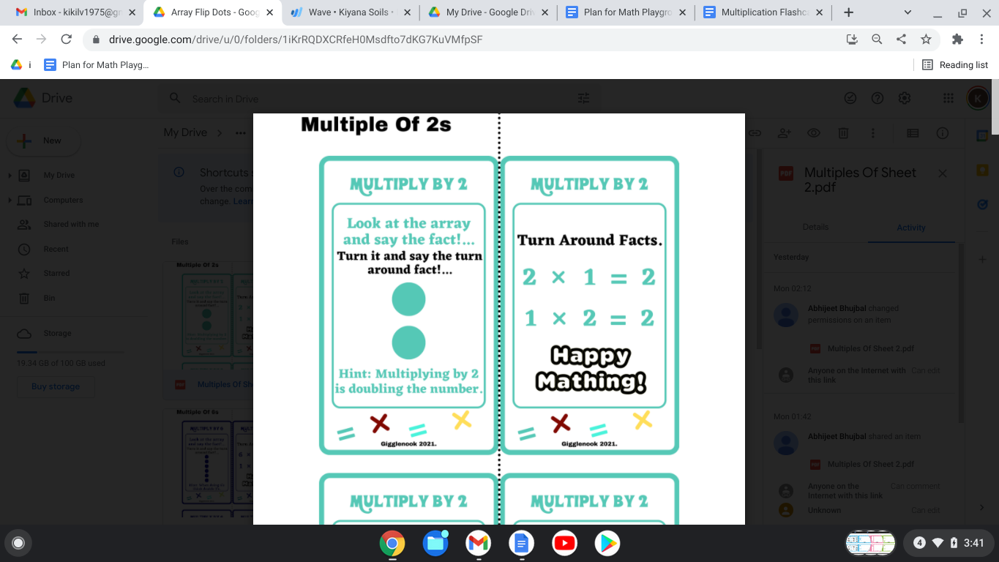 Inbox - kikilv1975@gm
Array Flip Dots - Goog
Wave • Kiyana Soils •
My Drive - Google Driv
Plan for Math Playgro
Multiplication Flashca
drive.google.com/drive/u/0/folders/1iKrRQDXCRfeH0Msdfto7dKG7KuVMfpSF
i
Plan for Math Playg...
Reading list
Drive
Search in Drive
K
New
My Drive
My Drive
Computers
Shared with me
Recent
Starred
Bin
Storage
19.34 GB of 100 GB used
Buy storage
Shortcuts
Over the com
change. Lear
Files
Multiple Of 2s
Multiples Of Sh
Multiple Of 6s
Multiple Of 2s
MULTIPLY BY 2
Look at the array
and say the fact!...
Turn it and say the turn
around fact!...
Hint: Multiplying by 2
is doubling the number.
Gigglenook 2021.
MULTIPLY BY 2
Turn Around Facts.
2 × 1 = 2
1 × 2 = 2
Happy
Mathing!
Gigglenook 2021.
MULTIPLY BY 2
MULTIPLY BY 2
PDF
Multiples Of Sheet
2.pdf
Details
Activity
Yesterday
Mon 02:12
Abhijeet Bhujbal changed
permissions on an item
Multiples Of Sheet 2.pdf
Anyone on the Internet with
this link
Can edit
Mon 01:42
Abhijeet Bhujbal shared an item
Multiples Of Sheet 2.pdf
Anyone on the
Internet with this link
Can comment
Unknown
Can edit
4
3:41